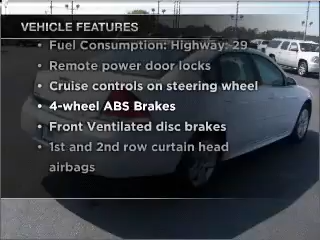 VEHICLE FEATURES
• Fuel Consumption: Highway: 29
• Remote power door locks
• Cruise controls on steering wheel
• 4-wheel ABS Brakes
• Front Ventilated disc brakes
• 1st and 2nd row curtain head
airbags